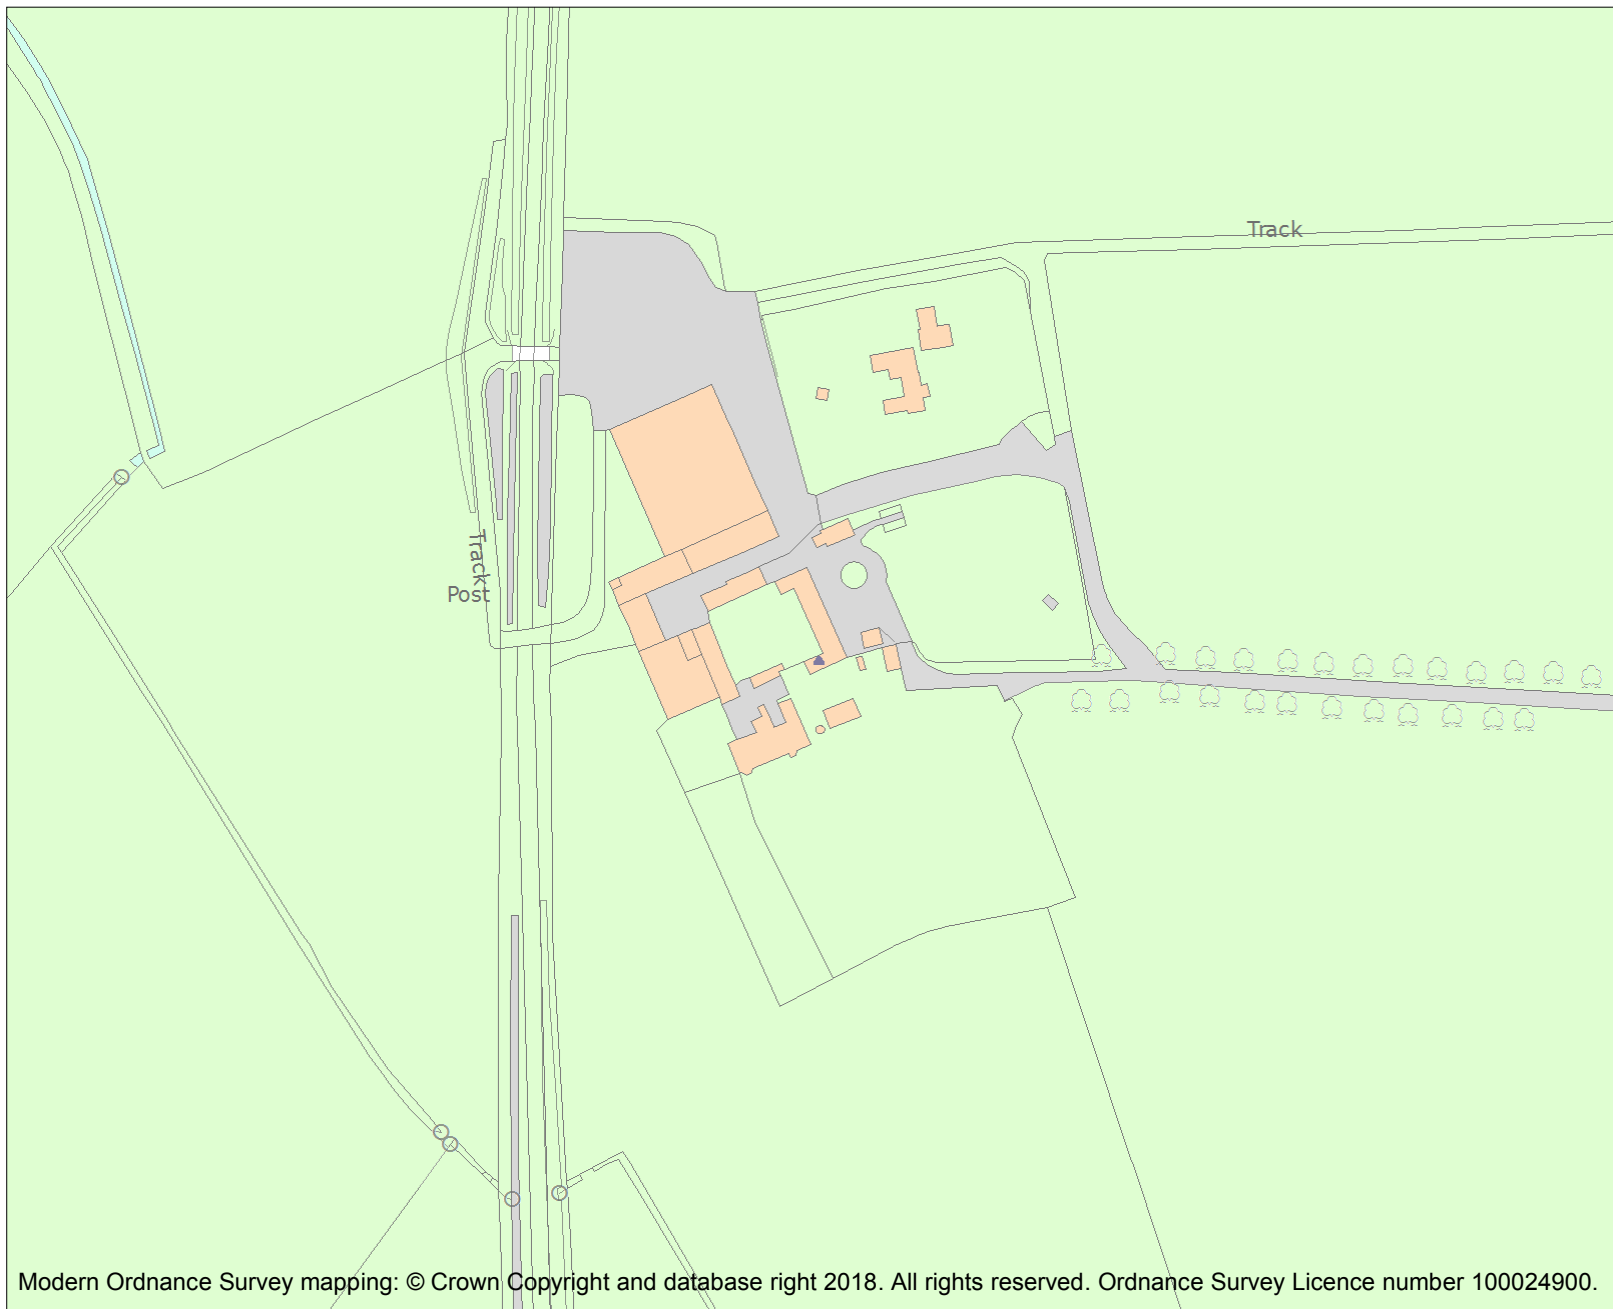 Track
Track
Post
Modern Ordnance Survey mapping: © Crown Copyright and database right 2018. All rights reserved. Ordnance Survey Licence number 100024900.